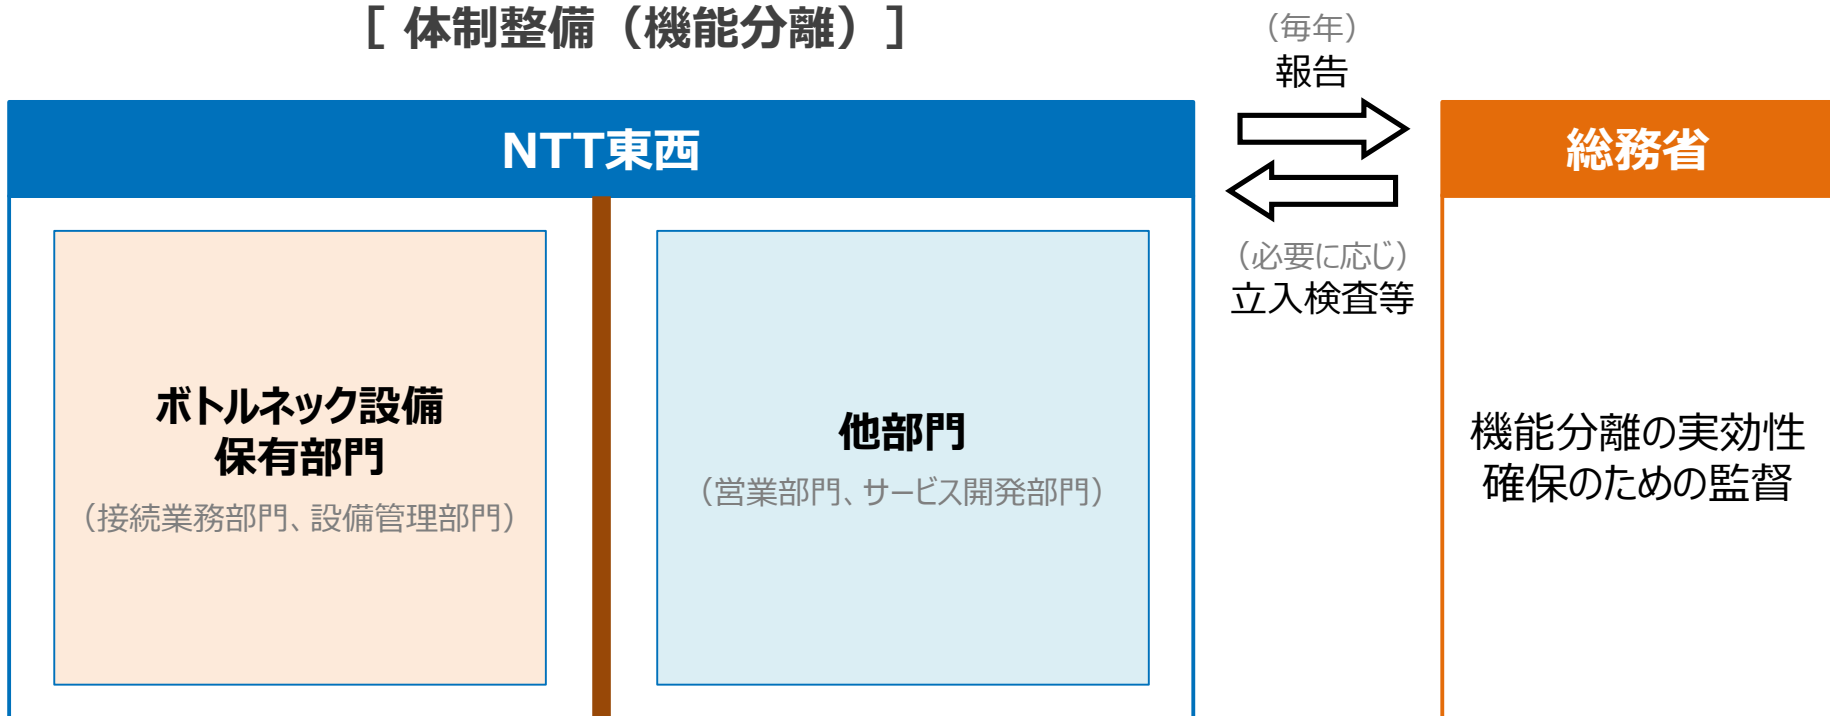 ［ 体制整備（機能分離）］
（毎年）
報告
NTT東西
総務省
（必要に応じ）
立入検査等
ボトルネック設備
保有部門
（接続業務部門、設備管理部門）
他部門
（営業部門、サービス開発部門）
機能分離の実効性
確保のための監督